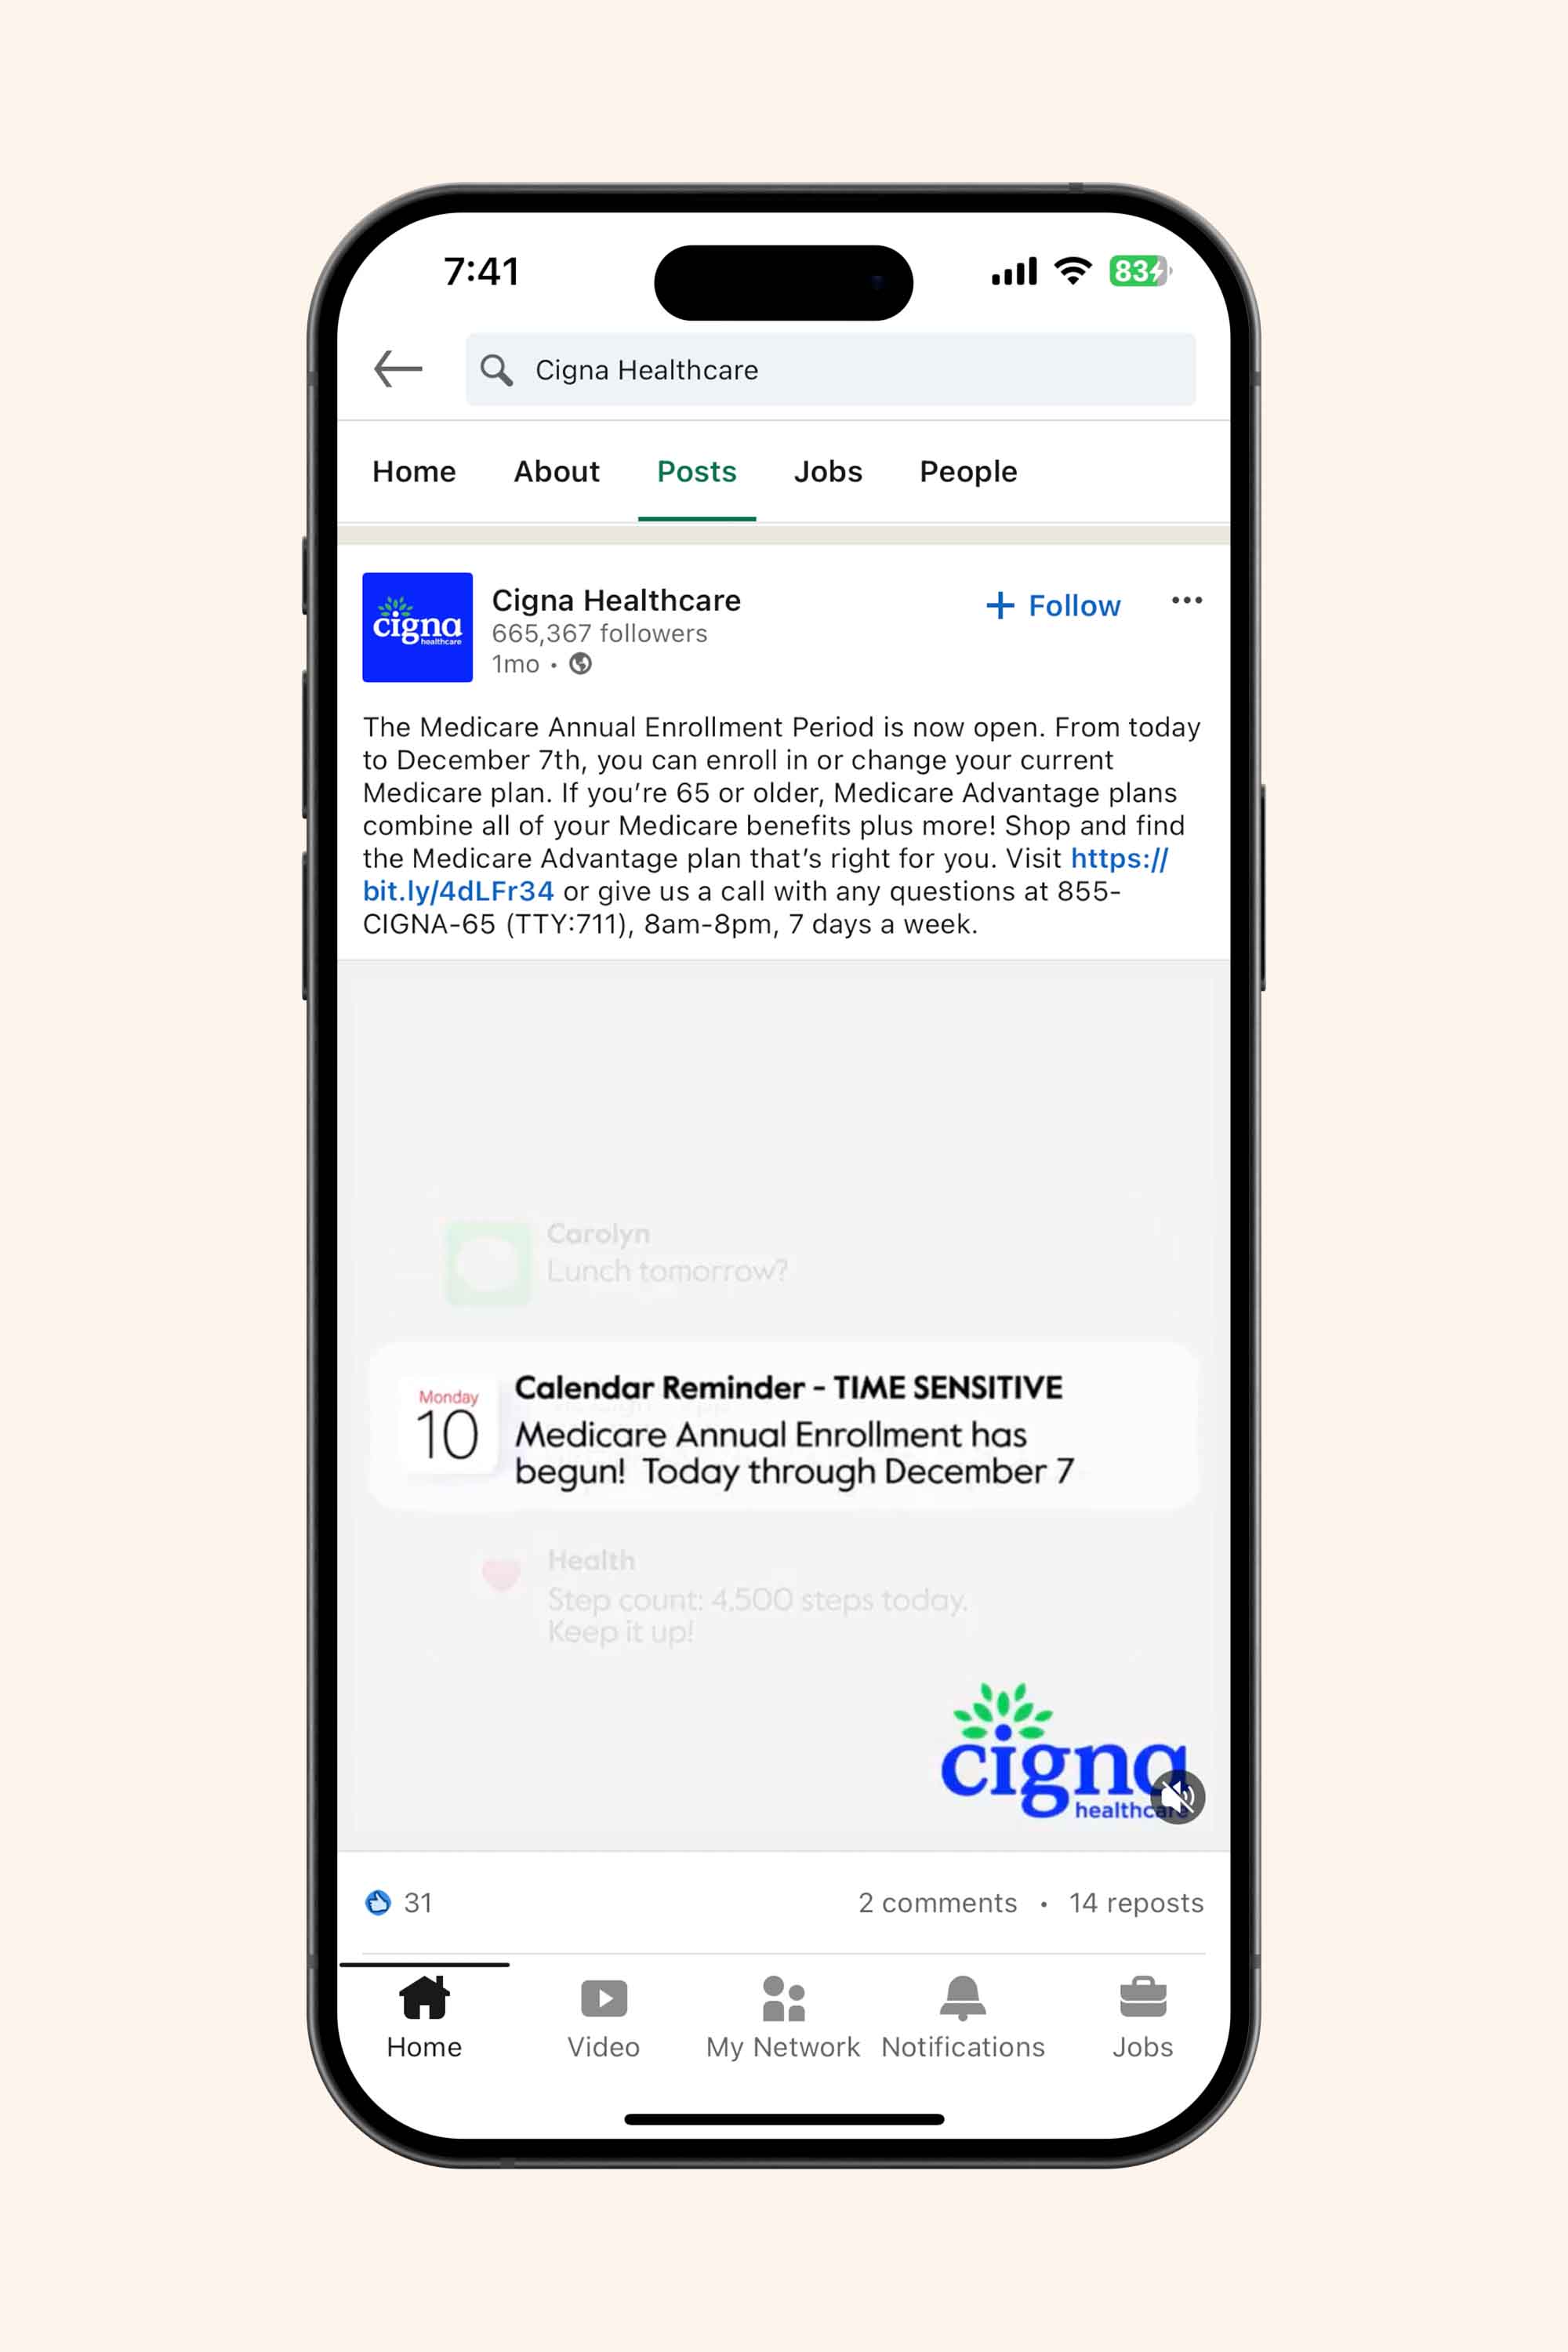 7:41
83
Cigna Healthcare
Home About Posts Jobs People
cigna
healthcare
Cigna Healthcare
+ Follow
665,367 followers
1mo •
The Medicare Annual Enrollment Period is now open. From today
to December 7th, you can enroll in or change your current
Medicare plan. If you’re 65 or older, Medicare Advantage plans
combine all of your Medicare benefits plus more! Shop and find
the Medicare Advantage plan that’s right for you. Visit https://
bit.ly/4dLFr34 or give us a call with any questions at 855-
CIGNA-65 (TTY:711), 8am-8pm, 7 days a week.
Carolyn
Lunch tomorrow?
Monday
10
Calendar Reminder - TIME SENSITIVE
Medicare Annual Enrollment has
begun! Today through December 7
Health
Step count: 4,500 steps today.
Keep it up!
cigna
healthcare
31
2 comments • 14 reposts
Home Video My Network Notifications Jobs